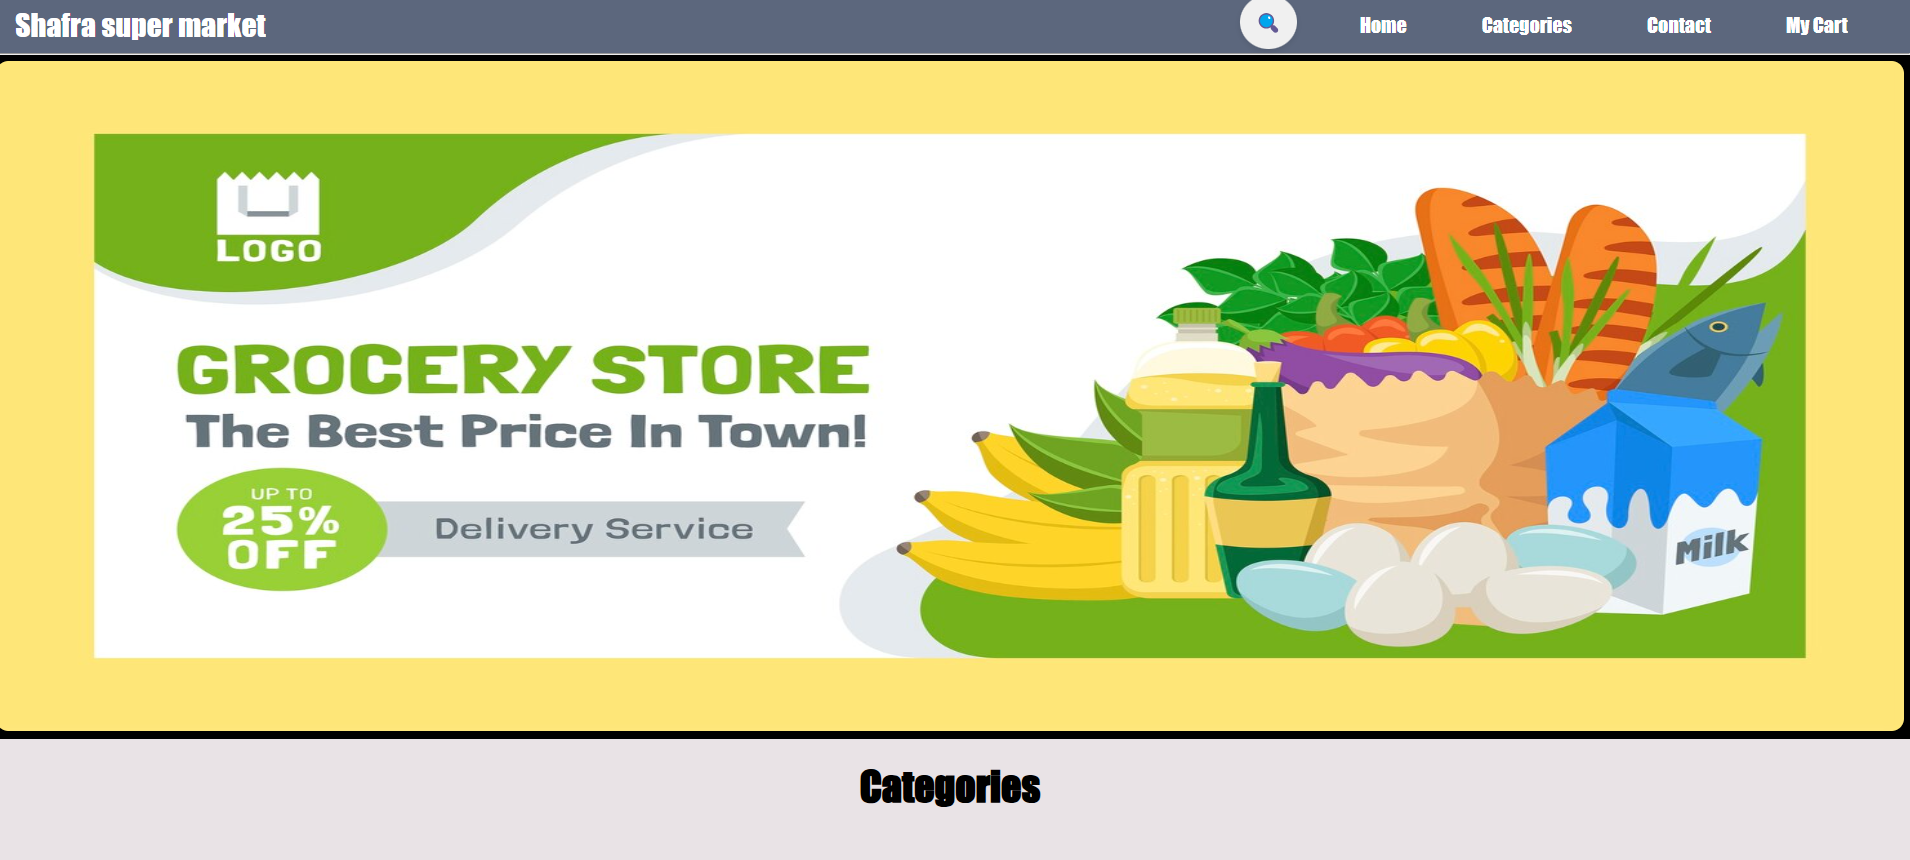 Shafra super market
Home Categories Contact My Cart
LOGO
GROCERY STORE
The Best Price In Town!
UP TO
25%
OFF
Delivery Service
Milk
Categories